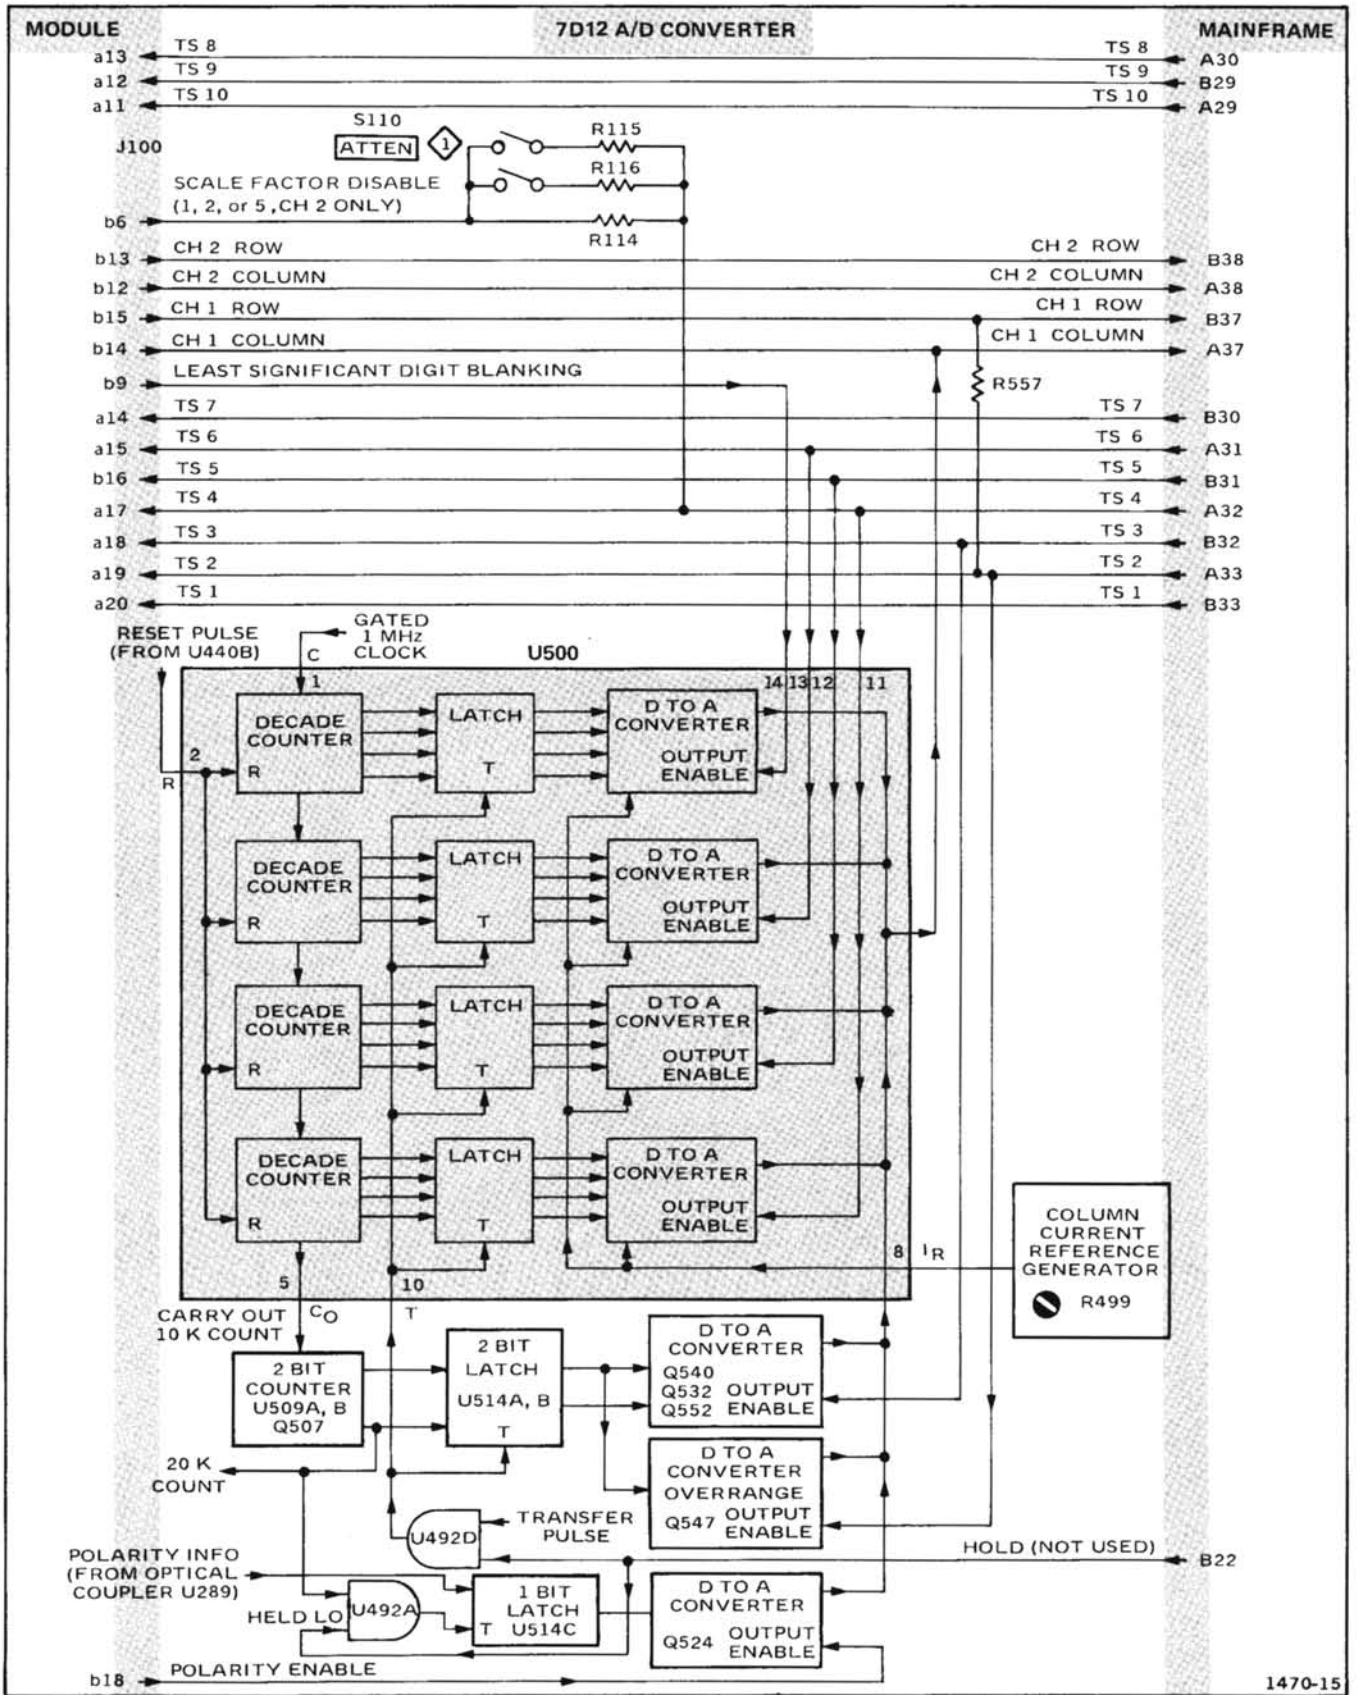 MODULE 7D12 A/D CONVERTER MAINFRAME
a13 TS 8 TS 8 A30
a12 TS 9 TS 9 B29
a11 TS 10 TS 10 A29
J100
S110
ATTEN 1
R115
R116
R114
SCALE FACTOR DISABLE
(1, 2, or 5, CH 2 ONLY)
b6
b13 CH 2 ROW CH 2 ROW B38
b12 CH 2 COLUMN CH 2 COLUMN A38
b15 CH 1 ROW CH 1 ROW B37
b14 CH 1 COLUMN CH 1 COLUMN A37
b9 LEAST SIGNIFICANT DIGIT BLANKING
R557
a14 TS 7 TS 7 B30
a15 TS 6 TS 6 A31
b16 TS 5 TS 5 B31
a17 TS 4 TS 4 A32
a18 TS 3 TS 3 B32
a19 TS 2 TS 2 A33
a20 TS 1 TS 1 B33
RESET PULSE
(FROM U440B)
GATED
1 MHz
CLOCK
C
U500
1
14 13 12 11
2
R
DECADE
COUNTER
R
LATCH
T
D TO A
CONVERTER
OUTPUT
ENABLE
DECADE
COUNTER
R
LATCH
T
D TO A
CONVERTER
OUTPUT
ENABLE
DECADE
COUNTER
R
LATCH
T
D TO A
CONVERTER
OUTPUT
ENABLE
DECADE
COUNTER
R
LATCH
T
D TO A
CONVERTER
OUTPUT
ENABLE
8 IR
COLUMN
CURRENT
REFERENCE
GENERATOR
R499
5
10
CARRY OUT
10 K COUNT
CO
T
2 BIT
COUNTER
U509A, B
Q507
2 BIT
LATCH
U514A, B
T
D TO A
CONVERTER
Q540
Q532 OUTPUT
Q552 ENABLE
20 K
COUNT
D TO A
CONVERTER
OVERRANGE
Q547 OUTPUT
ENABLE
U492D
TRANSFER
PULSE
HOLD (NOT USED) B22
POLARITY INFO
(FROM OPTICAL
COUPLER U289)
HELD LO
U492A
1 BIT
LATCH
T U514C
D TO A
CONVERTER
Q524 OUTPUT
ENABLE
b18 POLARITY ENABLE
1470-15